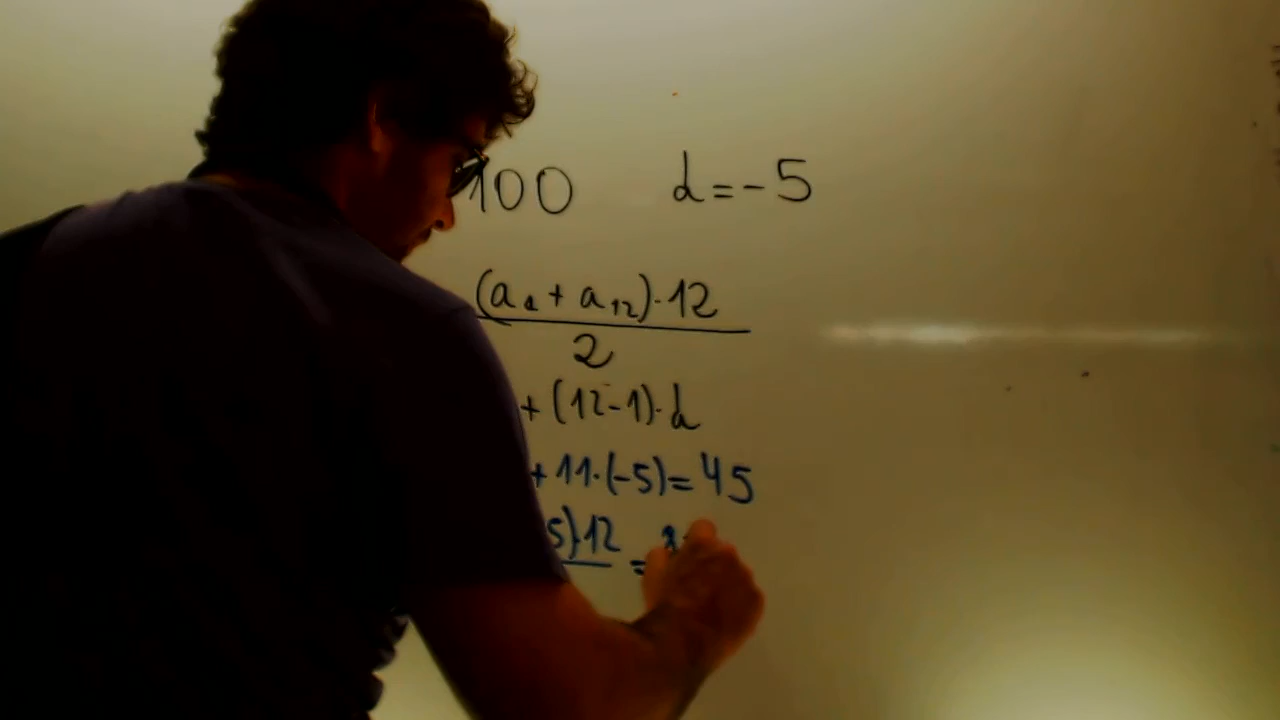 100 d=-5
(a₁+a₁₂)·12
2
+(12-1)·d
+11·(-5)=45
5)·12 =